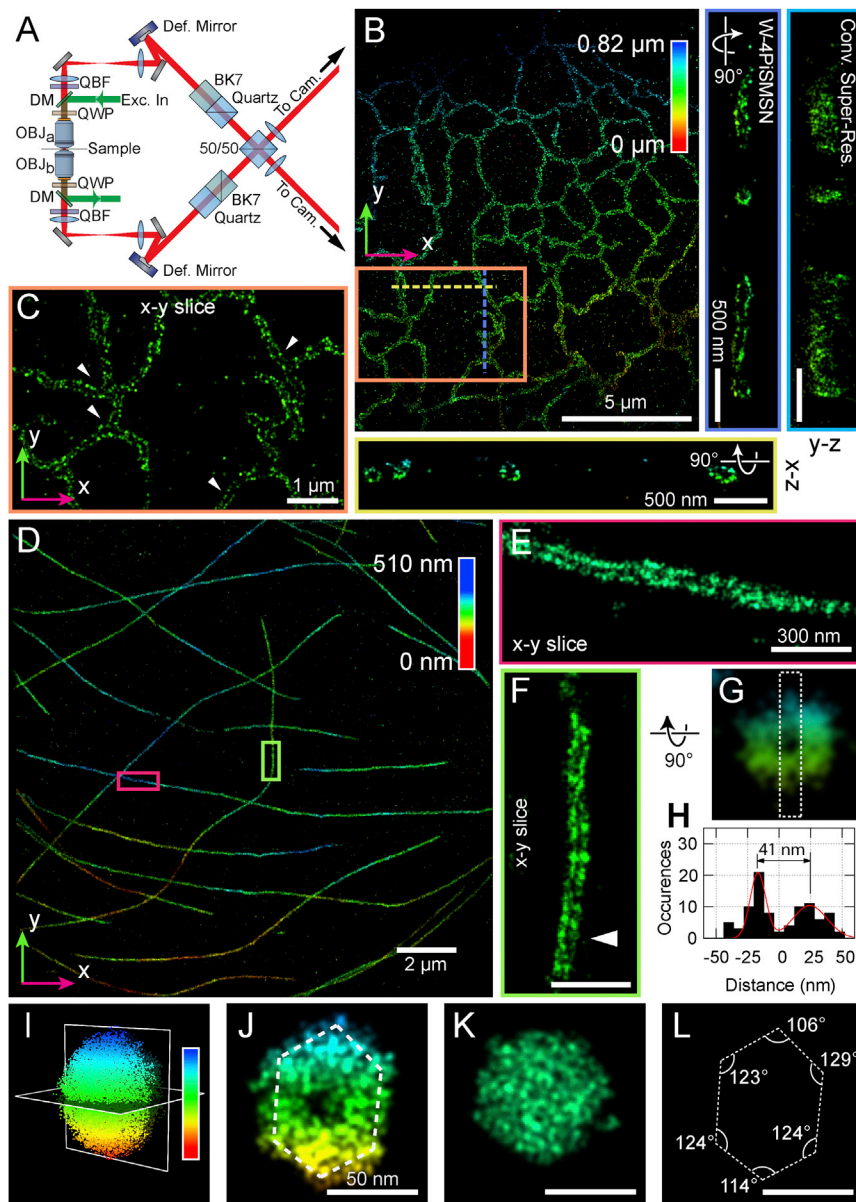 A
Def. Mirror
QBF
DM
Exc. In
QWP
OBJa
Sample
OBJb
QWP
DM
QBF
BK7
Quartz
50/50
BK7
Quartz
Def. Mirror
To Cam.
To Cam.
B
0.82 µm
0 µm
y
x
5 µm
90°
W-4PiSMSN
500 nm
Conv. Super-Res.
y-z
x-z
90°
500 nm
C
x-y slice
y
x
1 µm
D
510 nm
0 nm
y
x
2 µm
E
x-y slice
300 nm
F
x-y slice
G
90°
H
41 nm
Occurences
30
20
10
0
-50 -25 0 25 50
Distance (nm)
I
J
50 nm
K
L
106°
129°
123°
124°
124°
114°